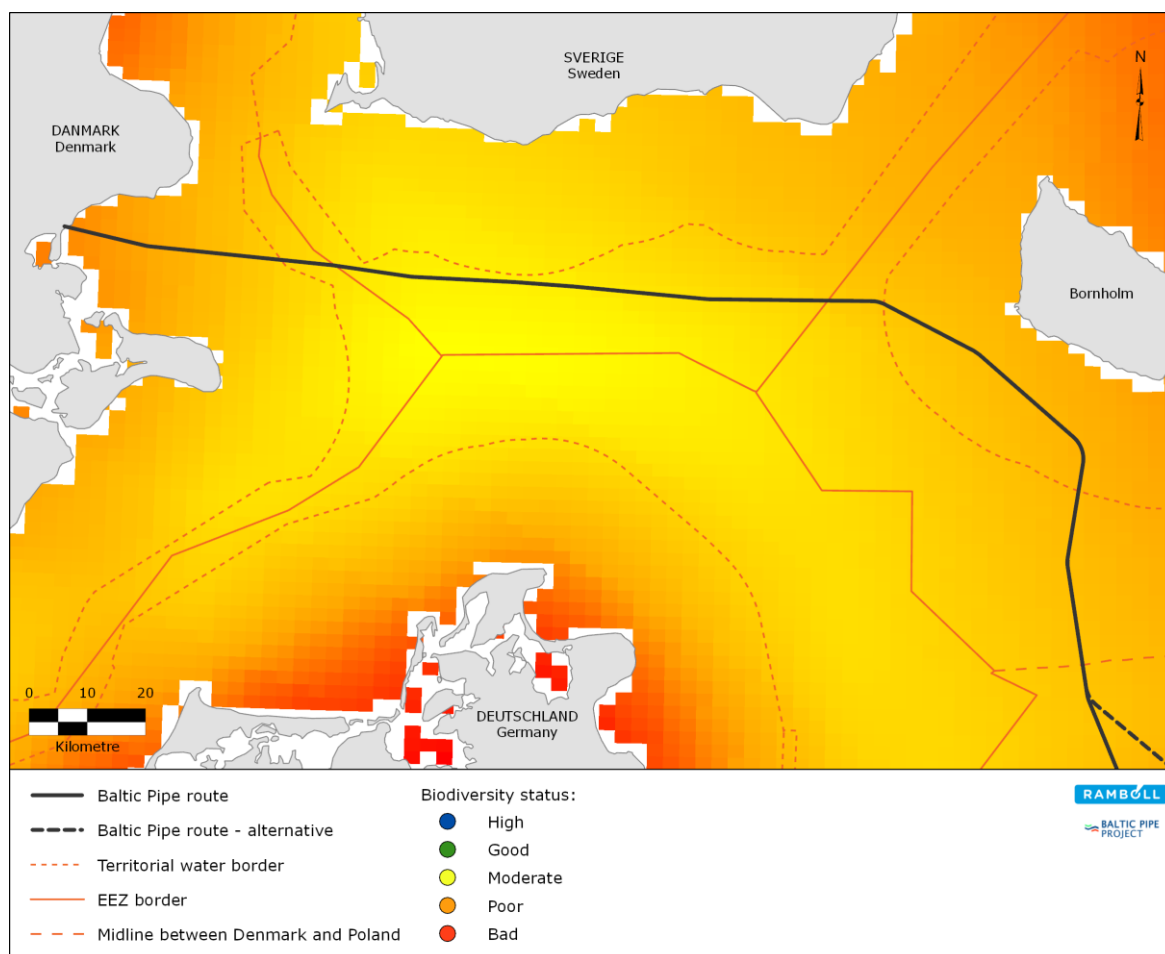 SVERIGE
Sweden
N
DANMARK
Denmark
Bornholm
0 10 20
Kilometre
DEUTSCHLAND
Germany
Baltic Pipe route
Baltic Pipe route - alternative
Territorial water border
EEZ border
Midline between Denmark and Poland
Biodiversity status:
High
Good
Moderate
Poor
Bad
RAMBOLL
BALTIC PIPE
PROJECT